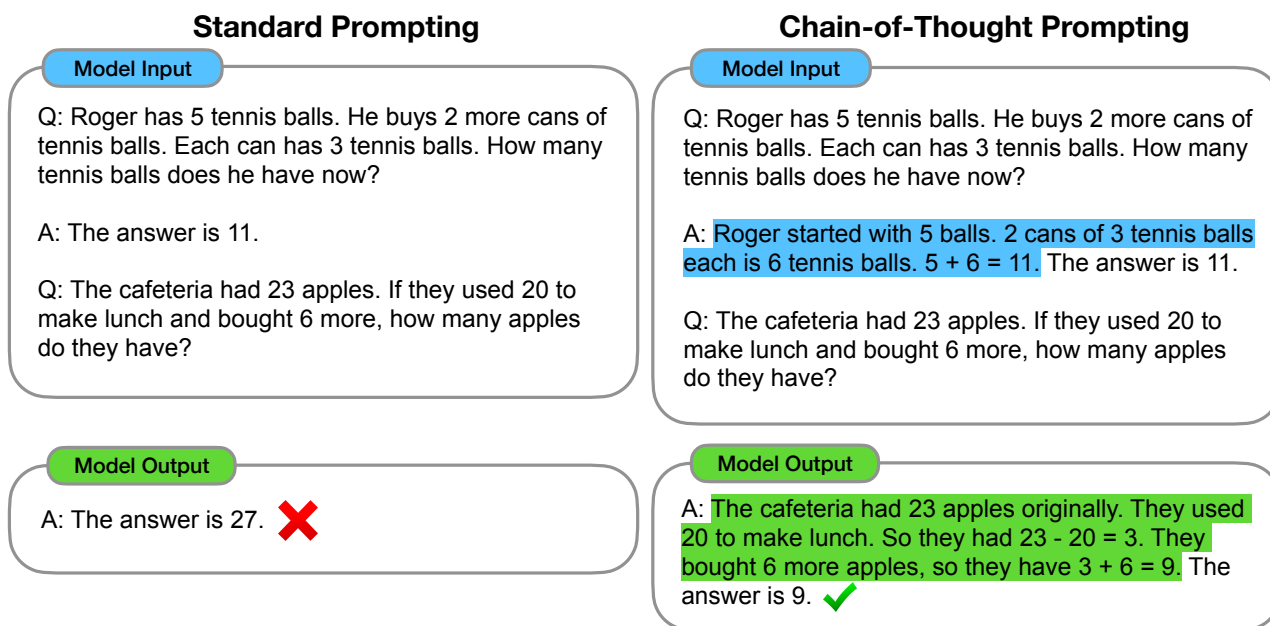 Standard Prompting
Model Input
Q: Roger has 5 tennis balls. He buys 2 more cans of
tennis balls. Each can has 3 tennis balls. How many
tennis balls does he have now?
A: The answer is 11.
Q: The cafeteria had 23 apples. If they used 20 to
make lunch and bought 6 more, how many apples
do they have?
Model Output
A: The answer is 27.
Chain-of-Thought Prompting
Model Input
Q: Roger has 5 tennis balls. He buys 2 more cans of
tennis balls. Each can has 3 tennis balls. How many
tennis balls does he have now?
A: Roger started with 5 balls. 2 cans of 3 tennis balls
each is 6 tennis balls. 5 + 6 = 11. The answer is 11.
Q: The cafeteria had 23 apples. If they used 20 to
make lunch and bought 6 more, how many apples
do they have?
Model Output
A: The cafeteria had 23 apples originally. They used
20 to make lunch. So they had 23 - 20 = 3. They
bought 6 more apples, so they have 3 + 6 = 9. The
answer is 9.